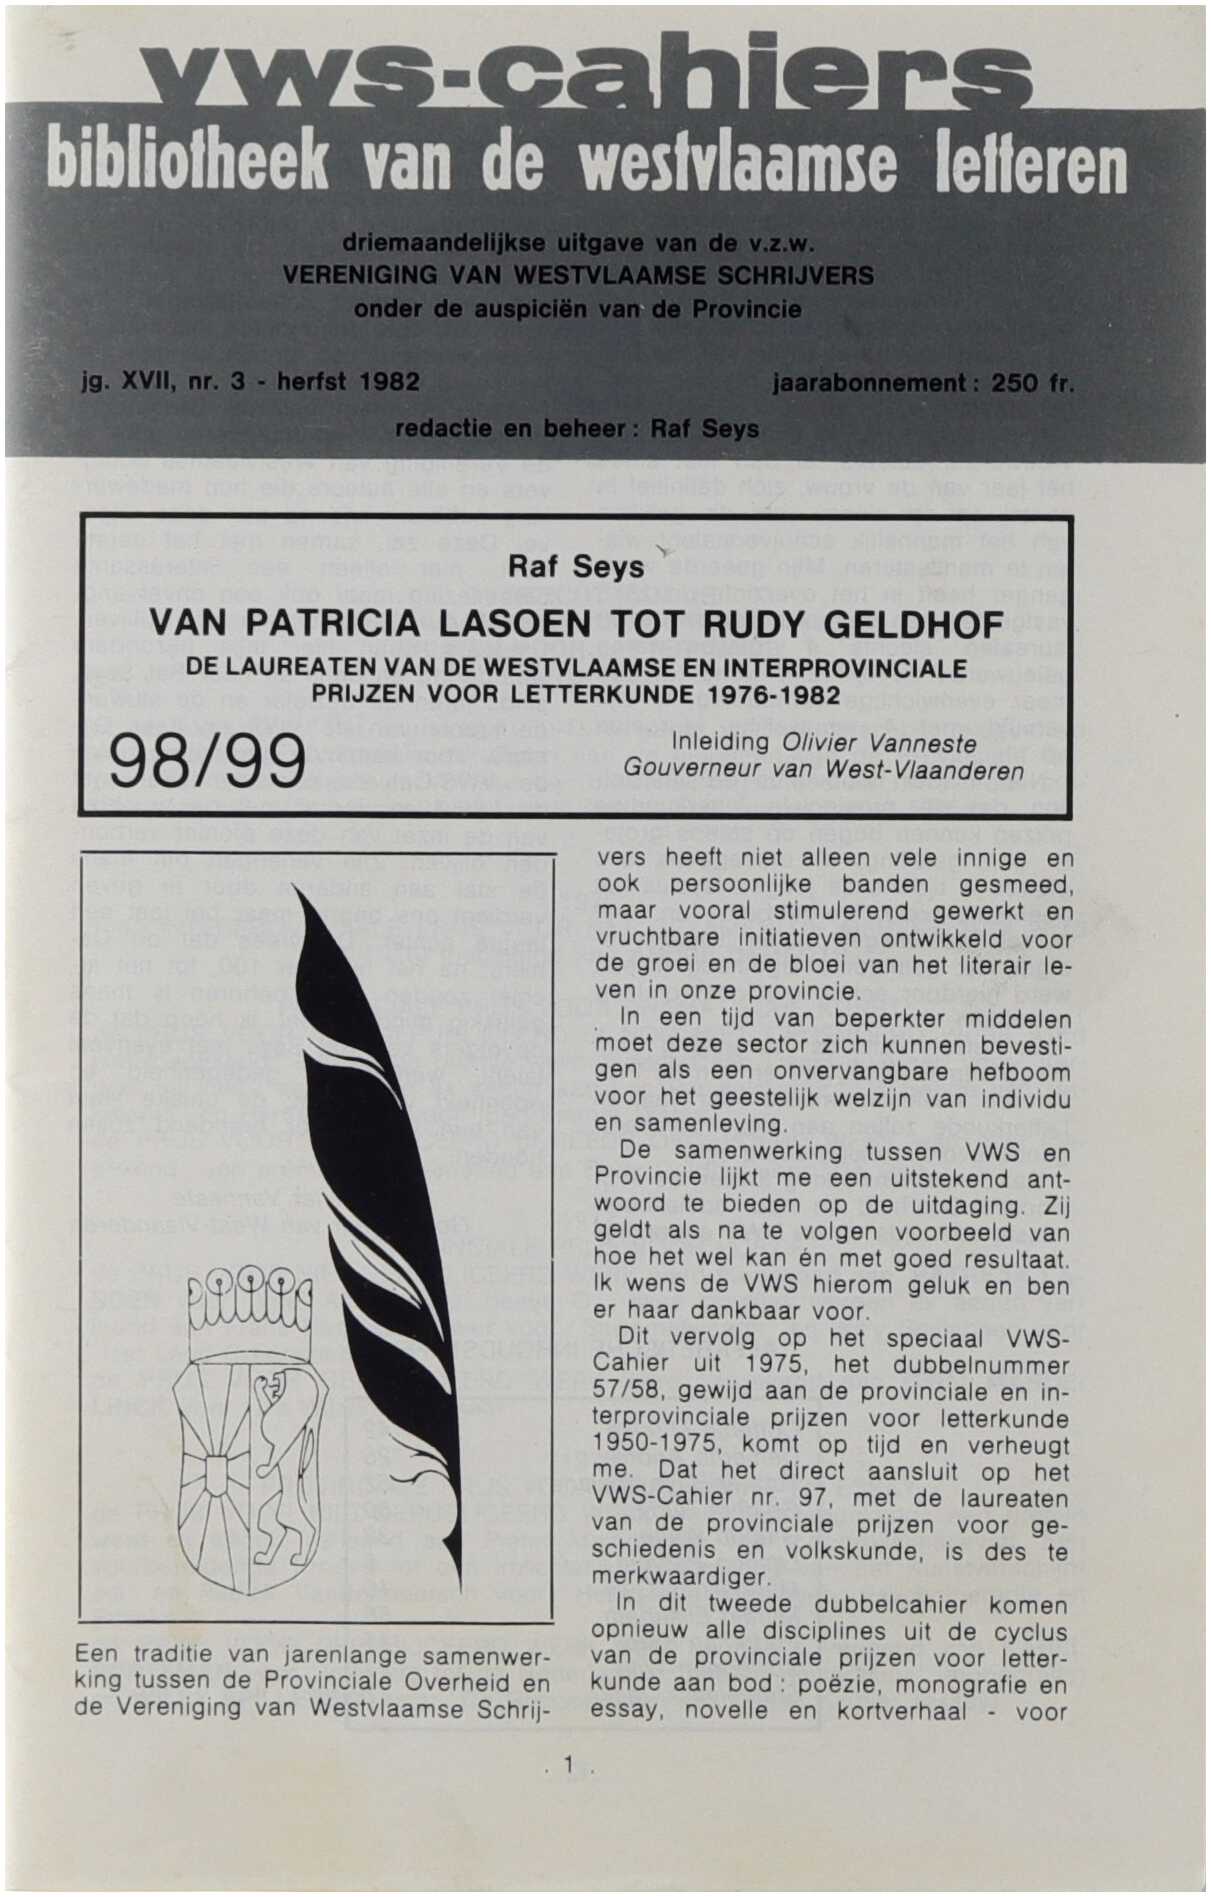 vws-cahiers
bibliotheek van de westvlaamse letteren
driemaandelijkse uitgave van de v.z.w.
VERENIGING VAN WESTVLAAMSE SCHRIJVERS
onder de auspiciën van de Provincie
jg. XVII, nr. 3 - herfst 1982
jaarabonnement : 250 fr.
redactie en beheer : Raf Seys
Raf Seys
VAN PATRICIA LASOEN TOT RUDY GELDHOF
DE LAUREATEN VAN DE WESTVLAAMSE EN INTERPROVINCIALE
PRIJZEN VOOR LETTERKUNDE 1976-1982
98/99
Inleiding Olivier Vanneste
Gouverneur van West-Vlaanderen
Een traditie van jarenlange samenwer-
king tussen de Provinciale Overheid en
de Vereniging van Westvlaamse Schrij-
vers heeft niet alleen vele innige en
ook persoonlijke banden gesmeed,
maar vooral stimulerend gewerkt en
vruchtbare initiatieven ontwikkeld voor
de groei en de bloei van het literair le-
ven in onze provincie.
In een tijd van beperkter middelen
moet deze sector zich kunnen bevesti-
gen als een onvervangbare hefboom
voor het geestelijk welzijn van individu
en samenleving.
De samenwerking tussen VWS en
Provincie lijkt me een uitstekend ant-
woord te bieden op de uitdaging. Zij
geldt als na te volgen voorbeeld van
hoe het wel kan én met goed resultaat.
Ik wens de VWS hierom geluk en ben
er haar dankbaar voor.
Dit vervolg op het speciaal VWS-
Cahier uit 1975, het dubbelnummer
57/58, gewijd aan de provinciale en in-
terprovinciale prijzen voor letterkunde
1950-1975, komt op tijd en verheugt
me. Dat het direct aansluit op het
VWS-Cahier nr. 97, met de laureaten
van de provinciale prijzen voor ge-
schiedenis en volkskunde, is des te
merkwaardiger.
In dit tweede dubbelcahier komen
opnieuw alle disciplines uit de cyclus
van de provinciale prijzen voor letter-
kunde aan bod : poëzie, monografie en
essay, novelle en kortverhaal - voor
. 1 .